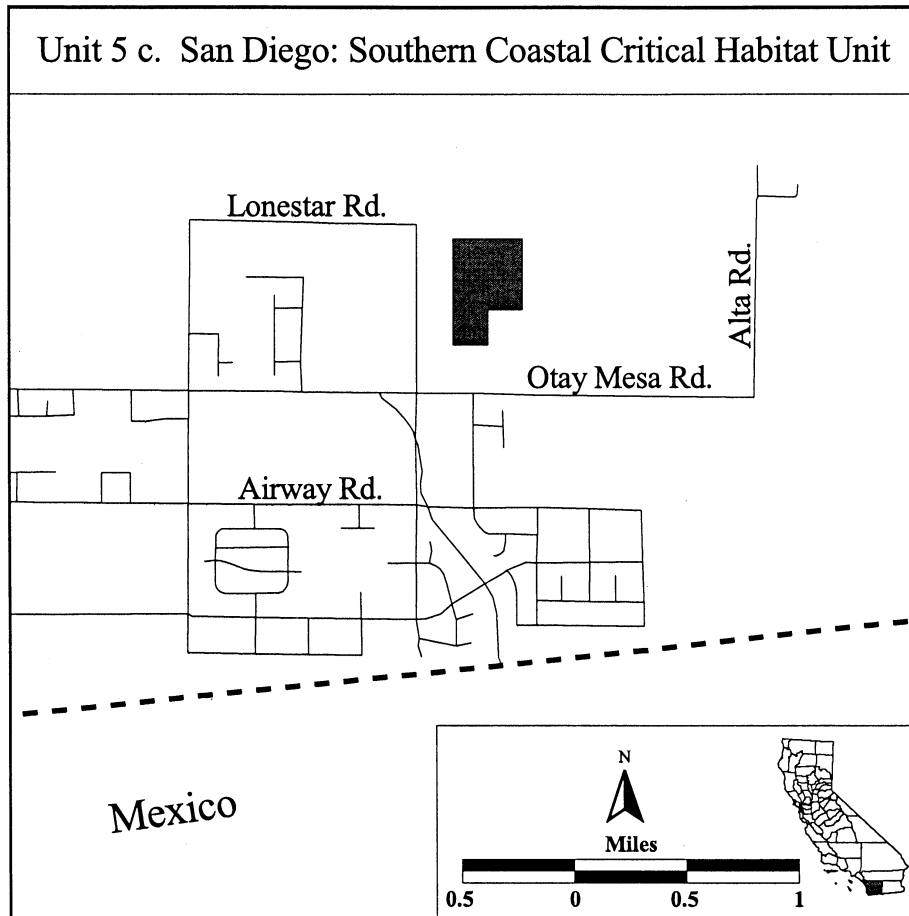 Unit 5 c. San Diego: Southern Coastal Critical Habitat Unit
Lonestar Rd.
Alta Rd.
Otay Mesa Rd.
Airway Rd.
Mexico
N
Miles
0.5 0 0.5 1